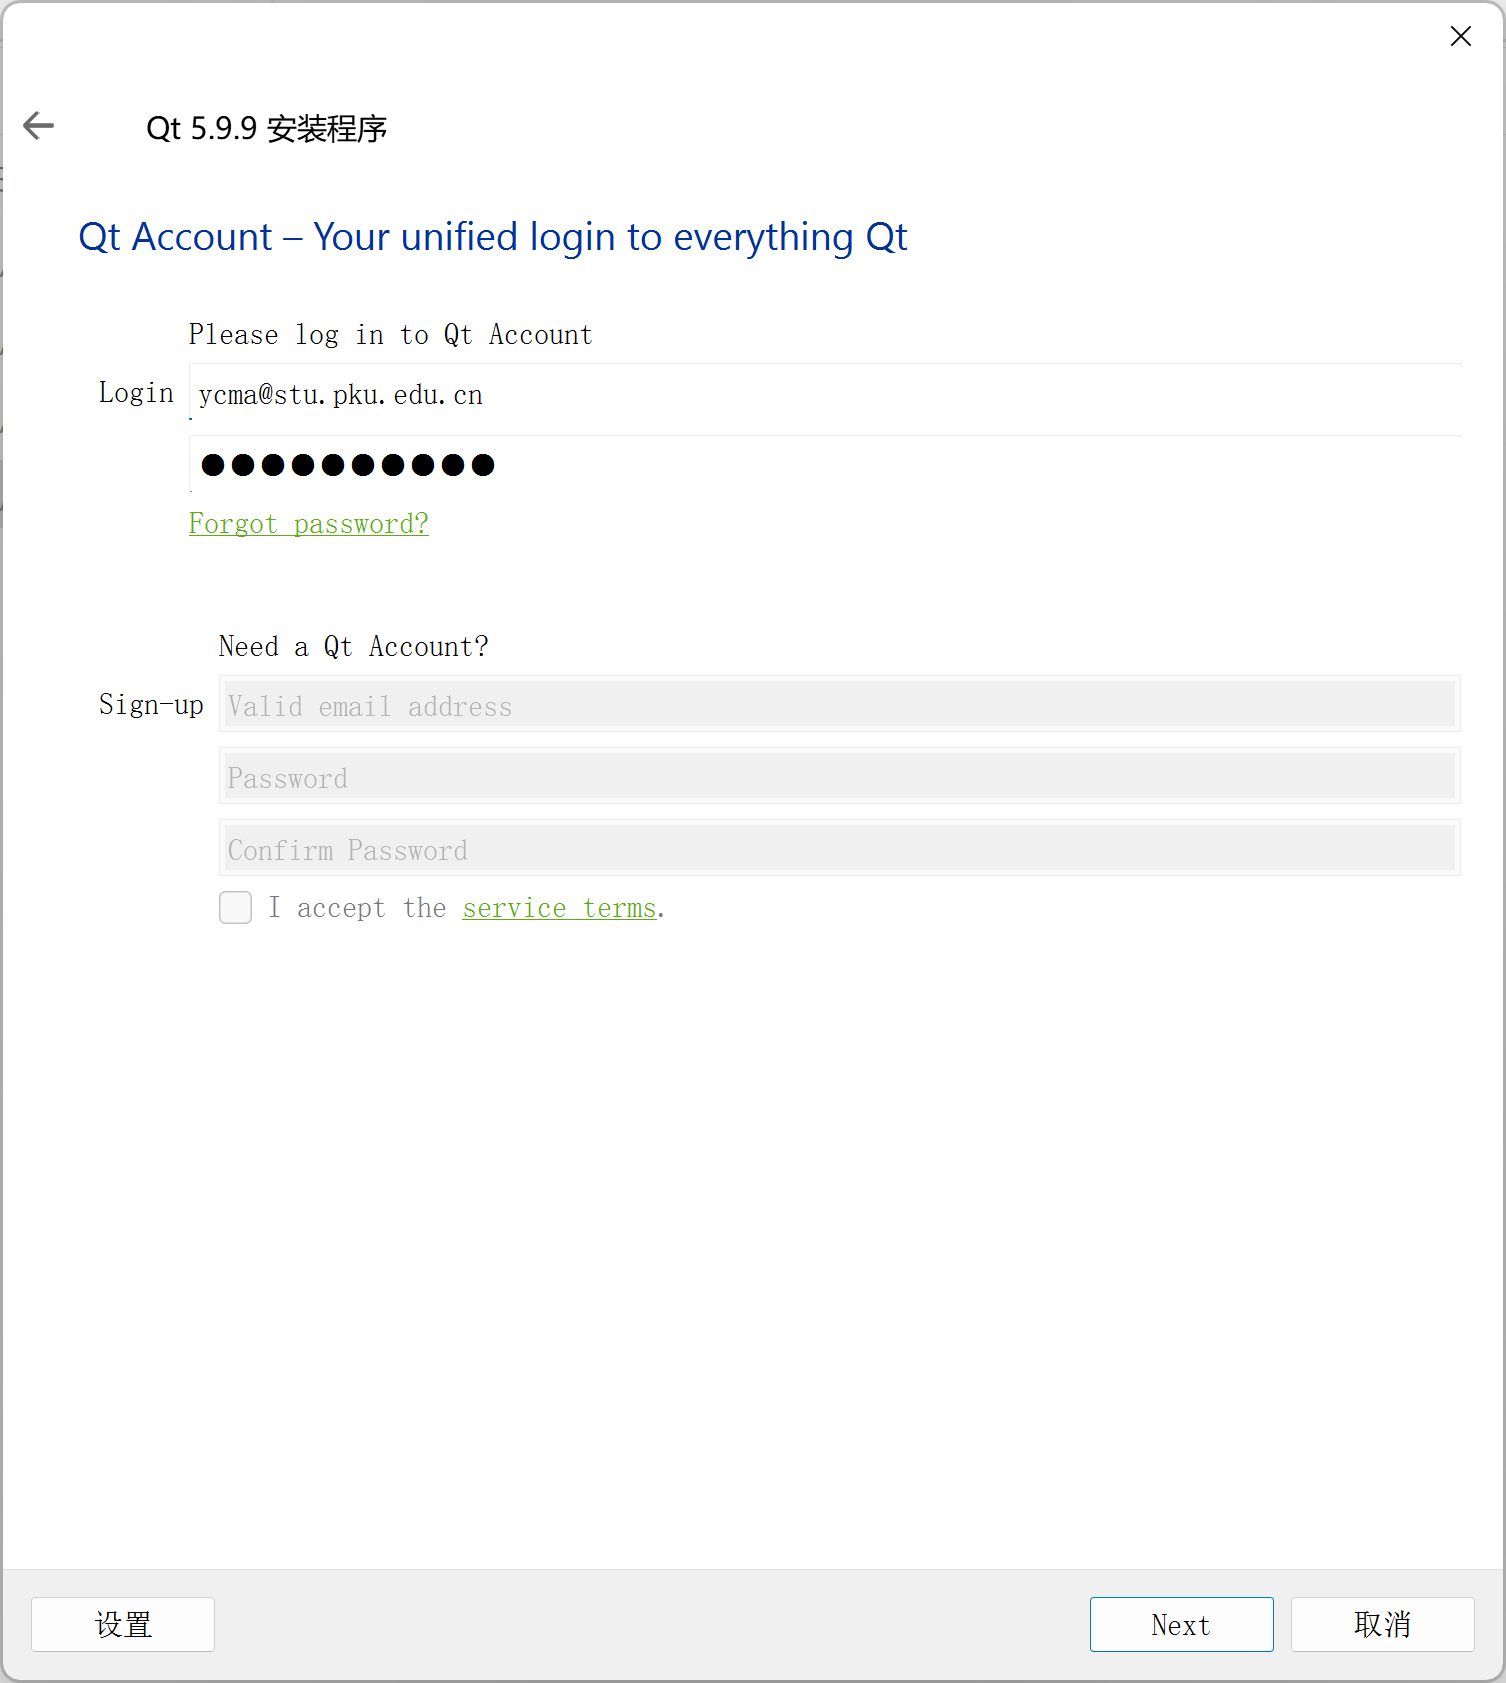 Qt 5.9.9 安装程序
Qt Account – Your unified login to everything Qt
Please log in to Qt Account
Login ycma@stu.pku.edu.cn
●●●●●●●●●●
Forgot password?
Need a Qt Account?
Sign-up Valid email address
Password
Confirm Password
I accept the service terms.
设置 Next 取消